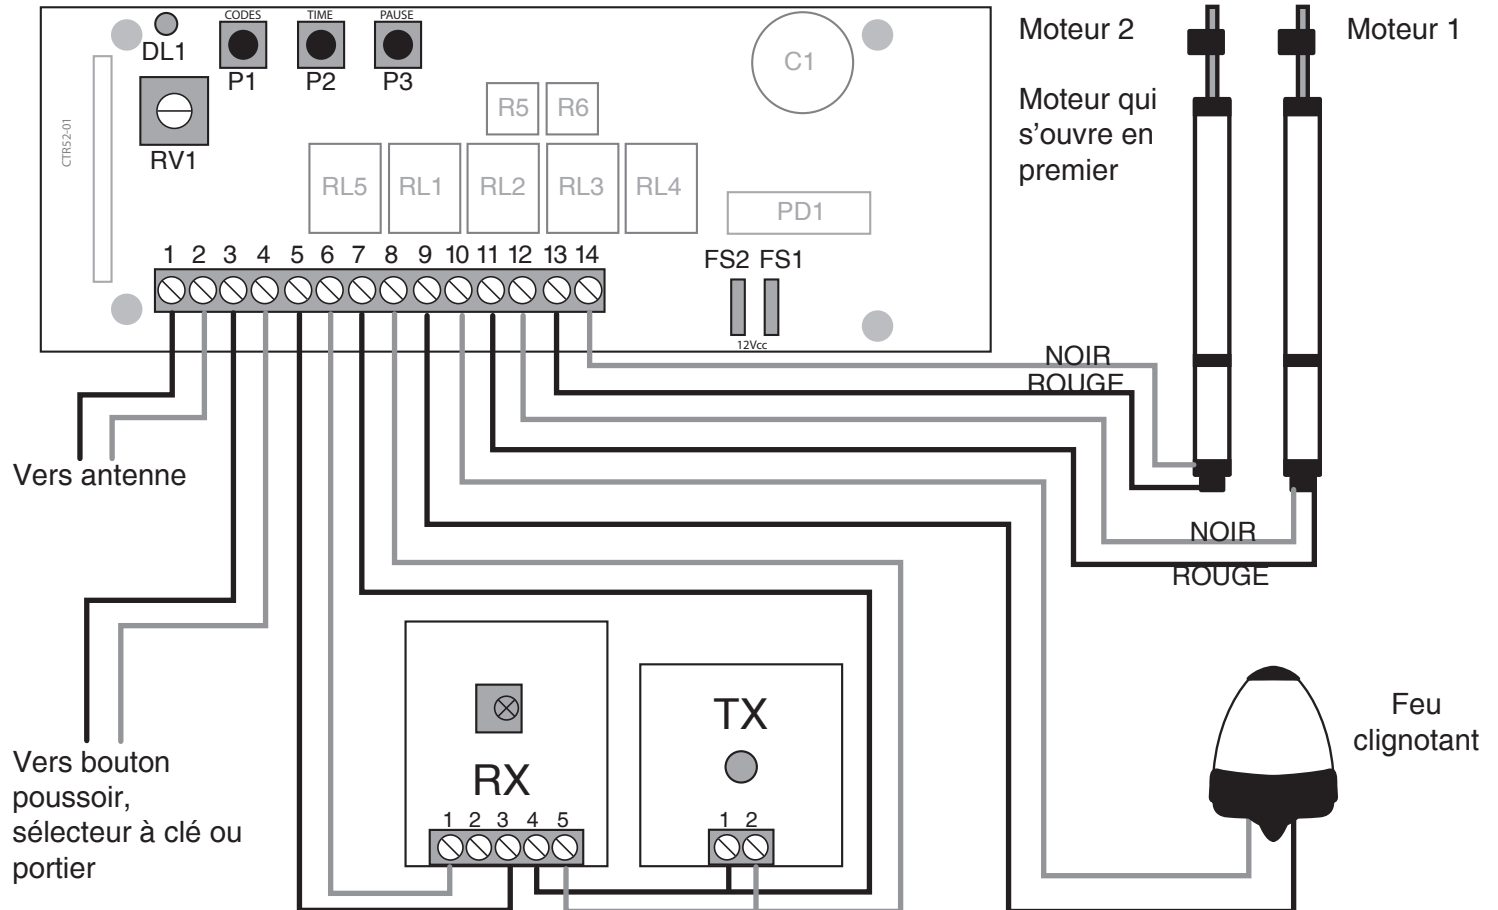 CODES TIME PAUSE
DL1
P1 P2 P3
CTR52-01
RV1
C1
R5 R6
RL5 RL1 RL2 RL3 RL4
PD1
1 2 3 4 5 6 7 8 9 10 11 12 13 14
FS2 FS1
12Vcc
Moteur 2
Moteur 1
Moteur qui
s'ouvre en
premier
NOIR
ROUGE
NOIR
ROUGE
Vers antenne
Vers bouton
poussoir,
sélecteur à clé ou
portier
RX
1 2 3 4 5
TX
1 2
Feu
clignotant